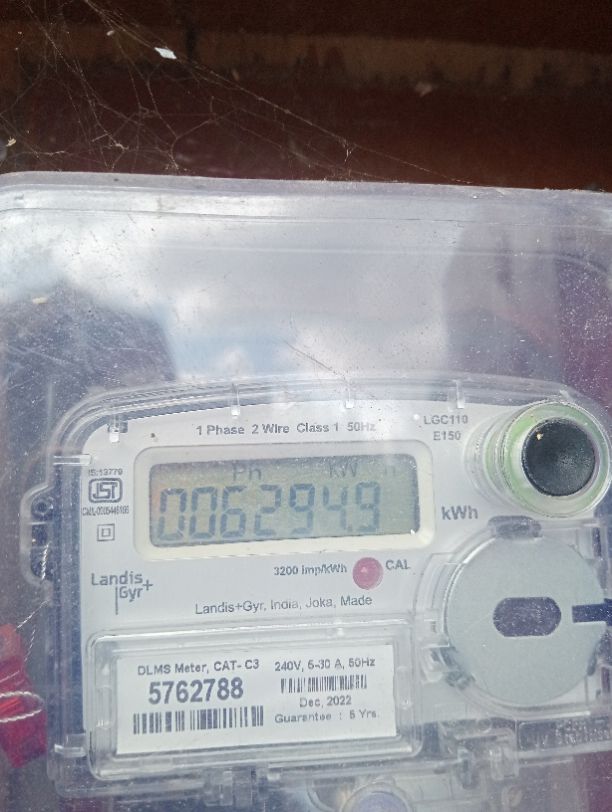 1 Phase 2 Wire Class 1 50Hz
LGC110
E150
IS:13779
Ph kW h
006294.9
kWh
3200 imp/kWh
CAL
Landis
Gyr+
Landis+Gyr, India, Joka, Made
DLMS Meter, CAT- C3
240V, 5-30 A, 50Hz
5762788
Dec, 2022
Guarantee : 5 Yrs.